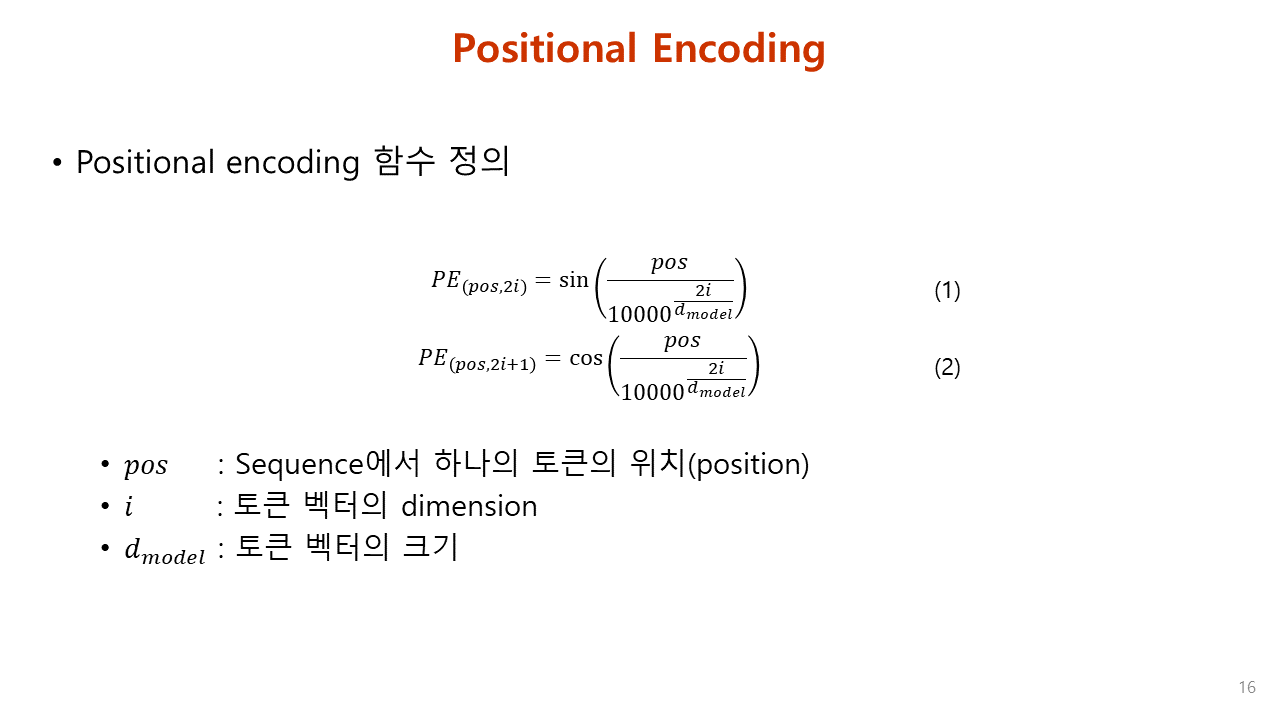 Positional Encoding
• Positional encoding 함수 정의
$PE_{(pos,2i)} = \sin\left(\frac{pos}{10000^{\frac{2i}{d_{model}}}}\right)$ (1)
$PE_{(pos,2i+1)} = \cos\left(\frac{pos}{10000^{\frac{2i}{d_{model}}}}\right)$ (2)
• $pos$ : Sequence에서 하나의 토큰의 위치(position)
• $i$ : 토큰 벡터의 dimension
• $d_{model}$ : 토큰 벡터의 크기
16